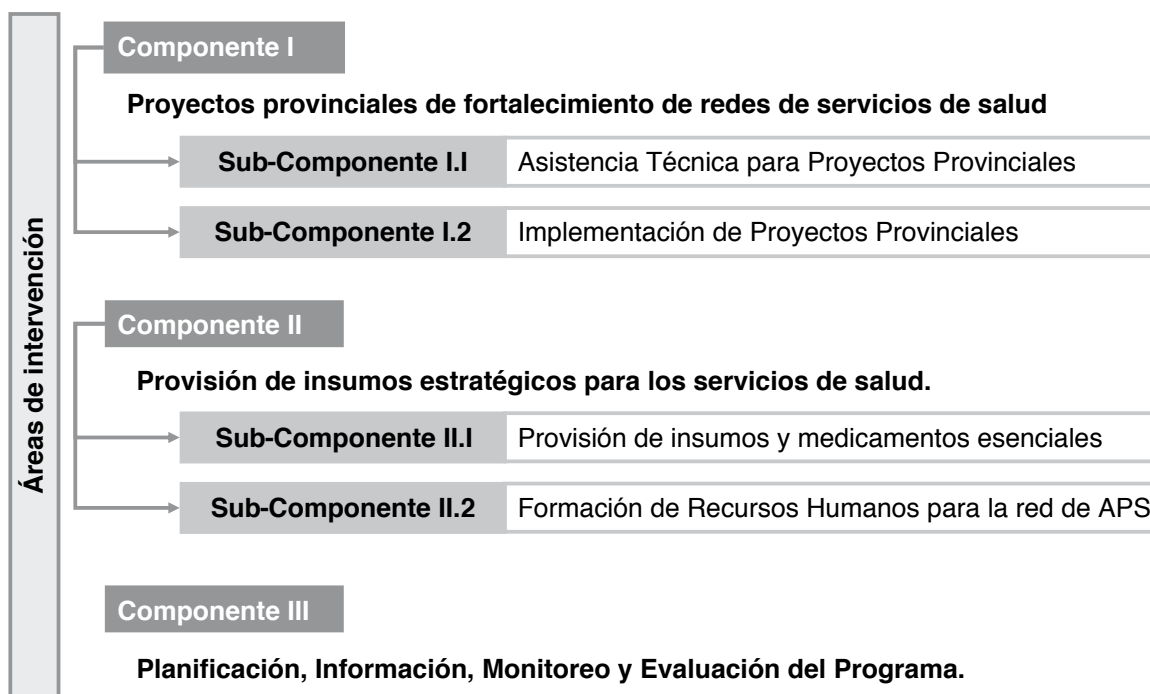 Áreas de intervención
Componente I
Proyectos provinciales de fortalecimiento de redes de servicios de salud
Sub-Componente I.I Asistencia Técnica para Proyectos Provinciales
Sub-Componente I.2 Implementación de Proyectos Provinciales
Componente II
Provisión de insumos estratégicos para los servicios de salud.
Sub-Componente II.I Provisión de insumos y medicamentos esenciales
Sub-Componente II.2 Formación de Recursos Humanos para la red de APS
Componente III
Planificación, Información, Monitoreo y Evaluación del Programa.